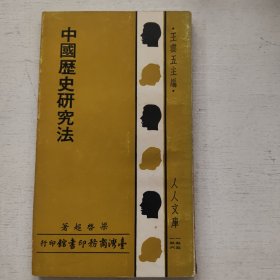 中國歷史研究法
梁啓超著
臺灣商務印書館印行
·王雲五主編·
人人文庫